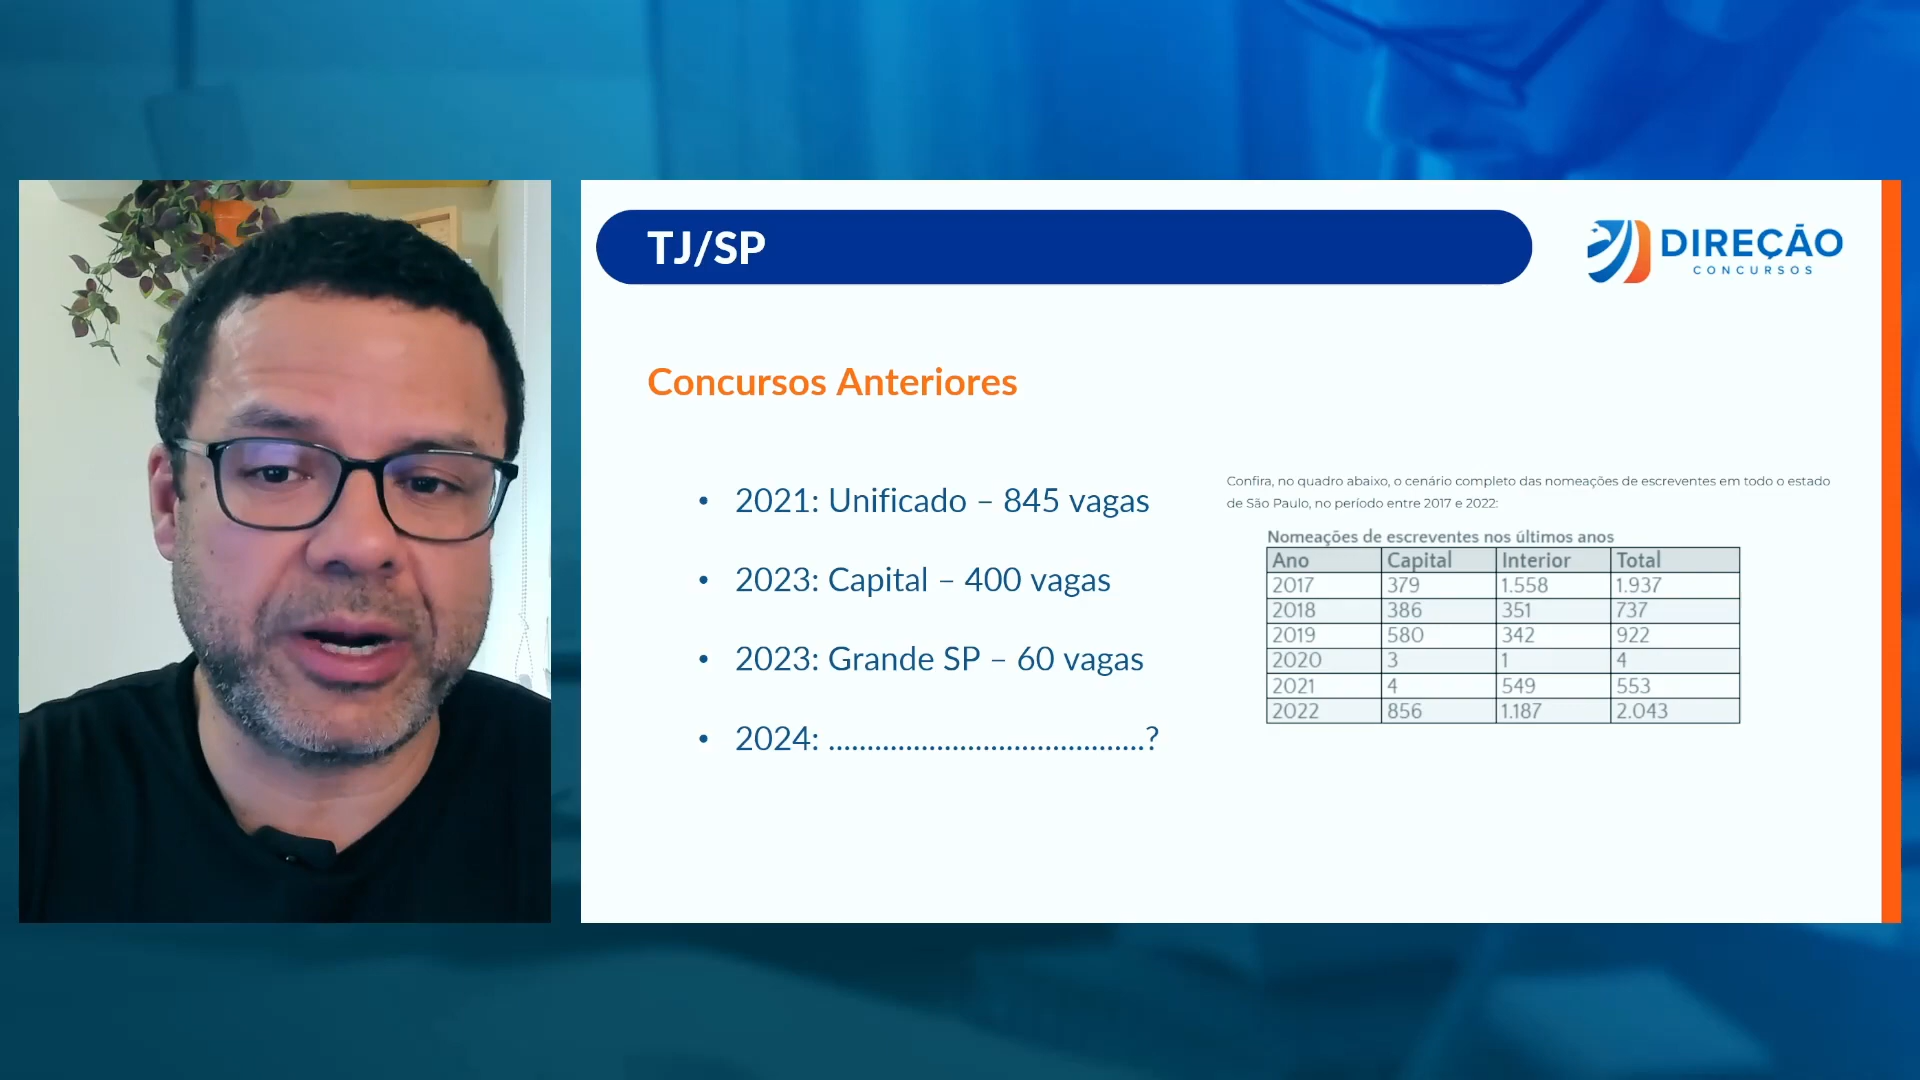 TJ/SP
DIREÇÃO
CONCURSOS
Concursos Anteriores
• 2021: Unificado – 845 vagas
• 2023: Capital – 400 vagas
• 2023: Grande SP – 60 vagas
• 2024: .........................................?
Confira, no quadro abaixo, o cenário completo das nomeações de escreventes em todo o estado
de São Paulo, no período entre 2017 e 2022:
Nomeações de escreventes nos últimos anos
Ano Capital Interior Total
2017 379 1.558 1.937
2018 386 351 737
2019 580 342 922
2020 3 1 4
2021 4 549 553
2022 856 1.187 2.043